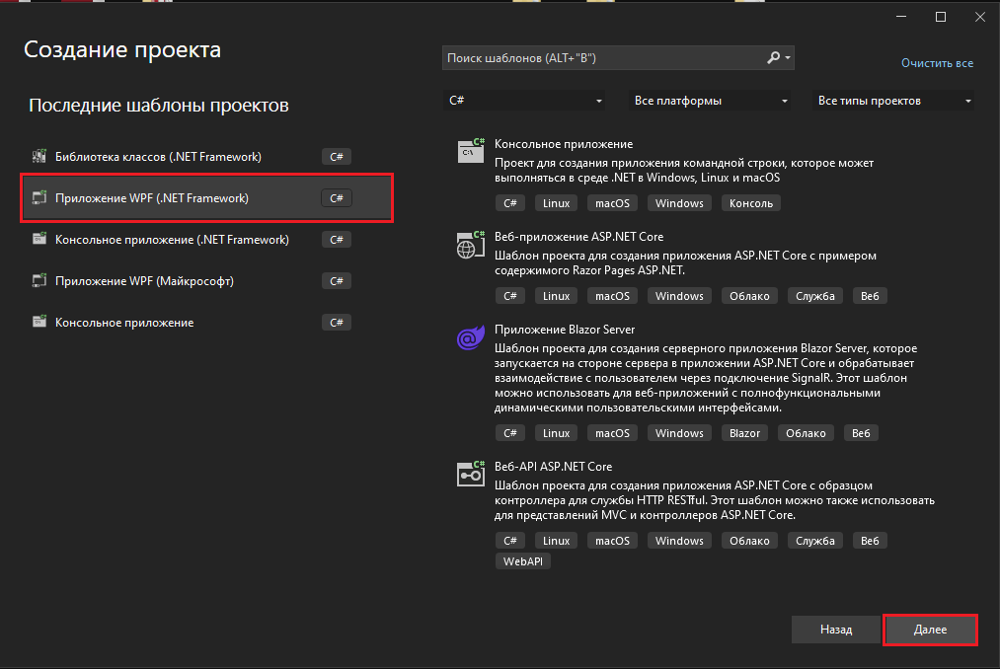 Создание проекта
Поиск шаблонов (ALT+"В")
Очистить все
Последние шаблоны проектов
C#
Все платформы
Все типы проектов
Библиотека классов (.NET Framework)
C#
Приложение WPF (.NET Framework)
C#
Консольное приложение (.NET Framework)
C#
Приложение WPF (Майкрософт)
C#
Консольное приложение
C#
C#
C:\
Консольное приложение
Проект для создания приложения командной строки, которое может
выполняться в среде .NET в Windows, Linux и macOS
C# Linux macOS Windows Консоль
C#
Веб-приложение ASP.NET Core
Шаблон проекта для создания приложения ASP.NET Core с примером
содержимого Razor Pages ASP.NET.
C# Linux macOS Windows Облако Служба Веб
Приложение Blazor Server
Шаблон проекта для создания серверного приложения Blazor Server, которое
запускается на стороне сервера в приложении ASP.NET Core и обрабатывает
взаимодействие с пользователем через подключение SignalR. Этот шаблон
можно использовать для веб-приложений с полнофункциональными
динамическими пользовательскими интерфейсами.
C# Linux macOS Windows Blazor Облако Веб
C#
Веб-API ASP.NET Core
Шаблон проекта для создания приложения ASP.NET Core с образцом
контроллера для службы HTTP RESTful. Этот шаблон можно также использовать
для представлений MVC и контроллеров ASP.NET Core.
C# Linux macOS Windows Облако Служба Веб
WebAPI
Назад
Далее